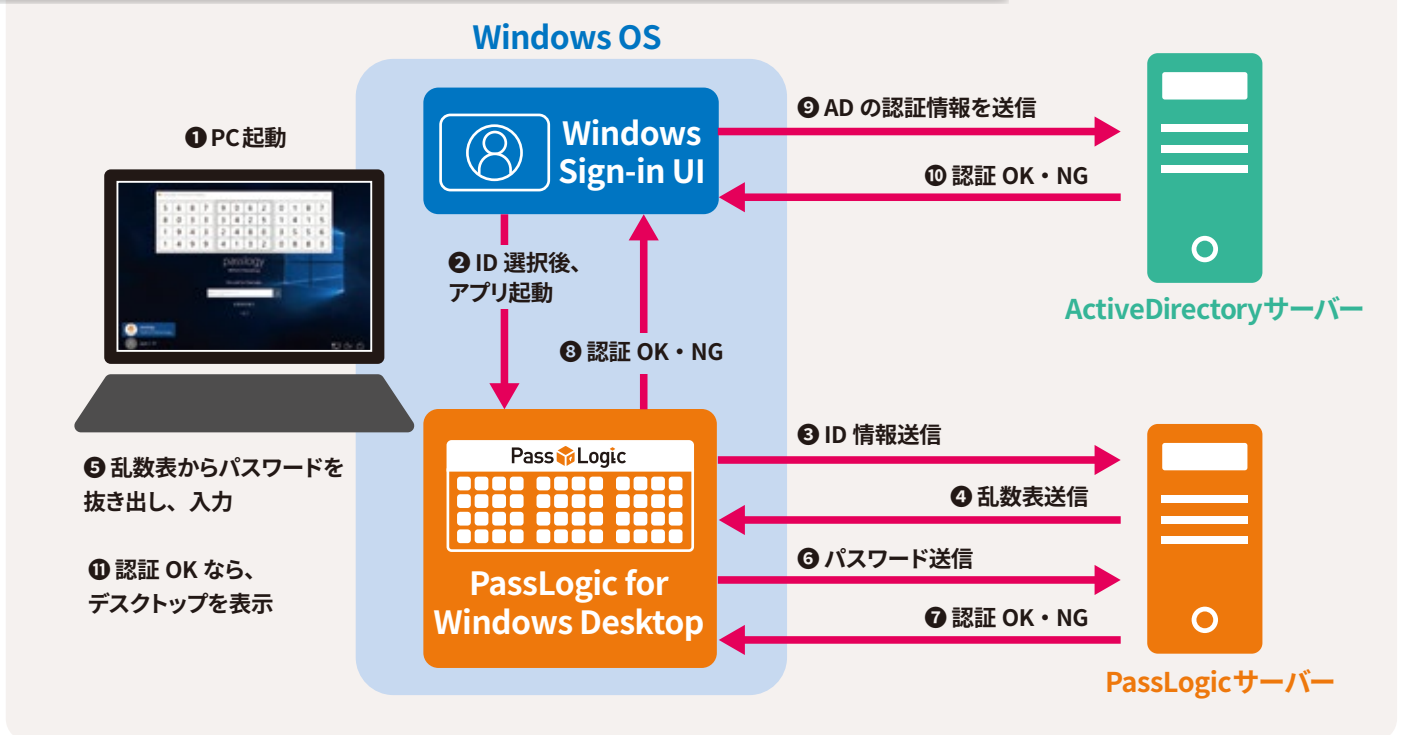 Windows OS
❶ PC起動
Windows
Sign-in UI
❾ AD の認証情報を送信
❿ 認証 OK・NG
ActiveDirectoryサーバー
❷ ID 選択後、
アプリ起動
❽ 認証 OK・NG
passlogy
❺ 乱数表からパスワードを
抜き出し、入力
⓫ 認証 OK なら、
デスクトップを表示
PassLogic
PassLogic for
Windows Desktop
❸ ID 情報送信
❹ 乱数表送信
❻ パスワード送信
❼ 認証 OK・NG
PassLogicサーバー